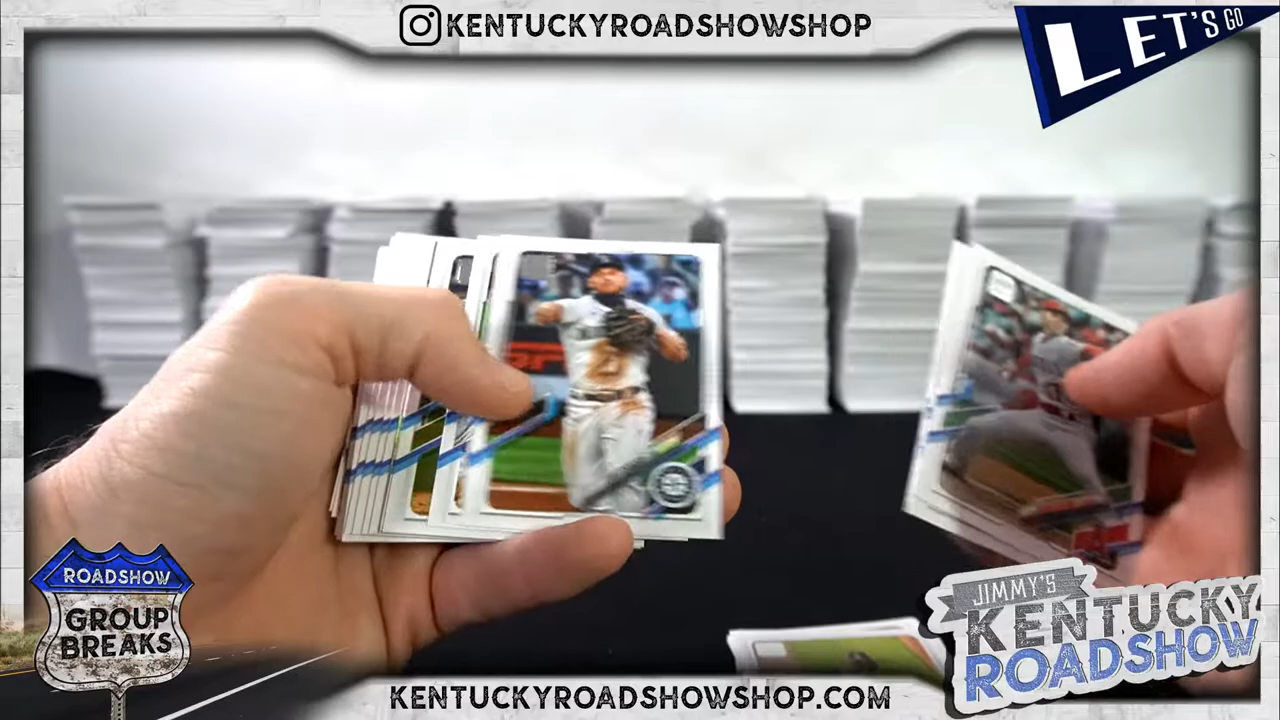 KENTUCKYROADSHOWSHOP
LET'S GO
ROADSHOW
GROUP
BREAKS
JIMMY'S
KENTUCKY
ROADSHOW
KENTUCKYROADSHOWSHOP.COM